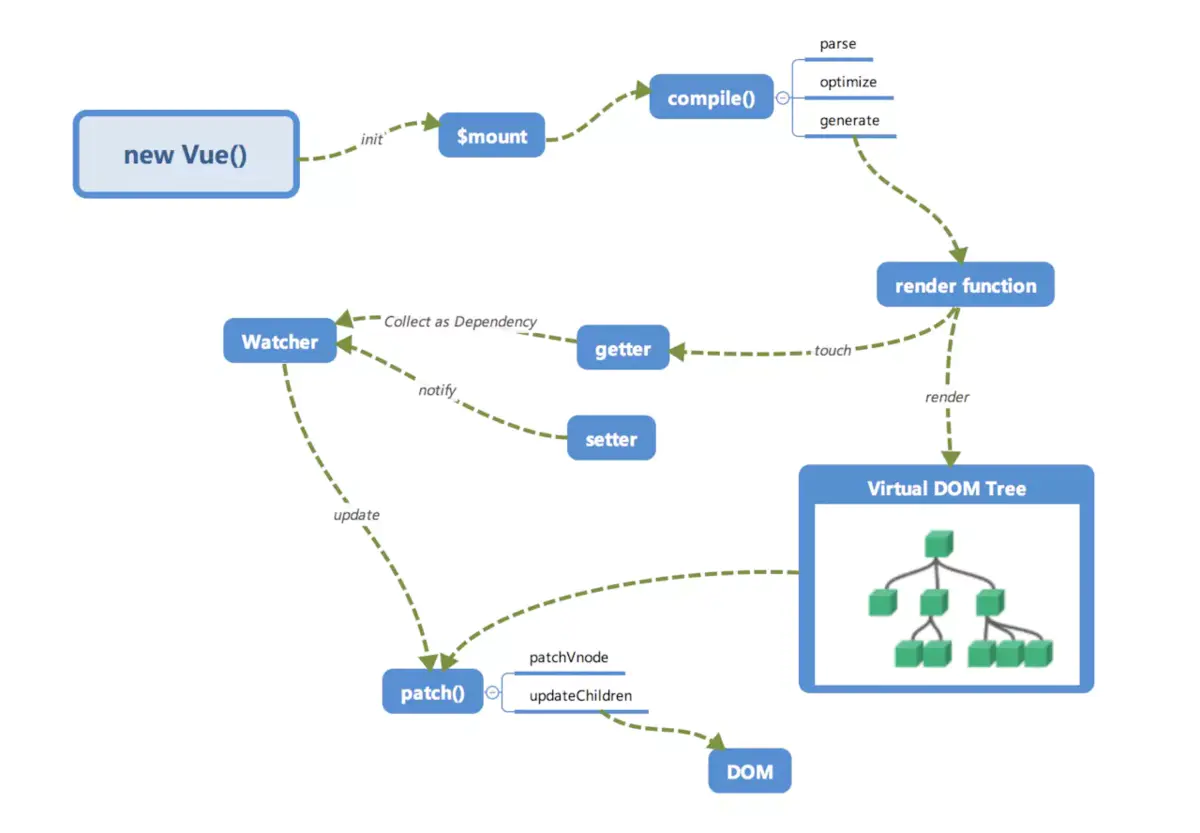 parse
optimize
compile()
generate
$mount
init
new Vue()
render function
Collect as Dependency
Watcher
getter
touch
notify
render
setter
Virtual DOM Tree
update
patchVnode
patch()
updateChildren
DOM